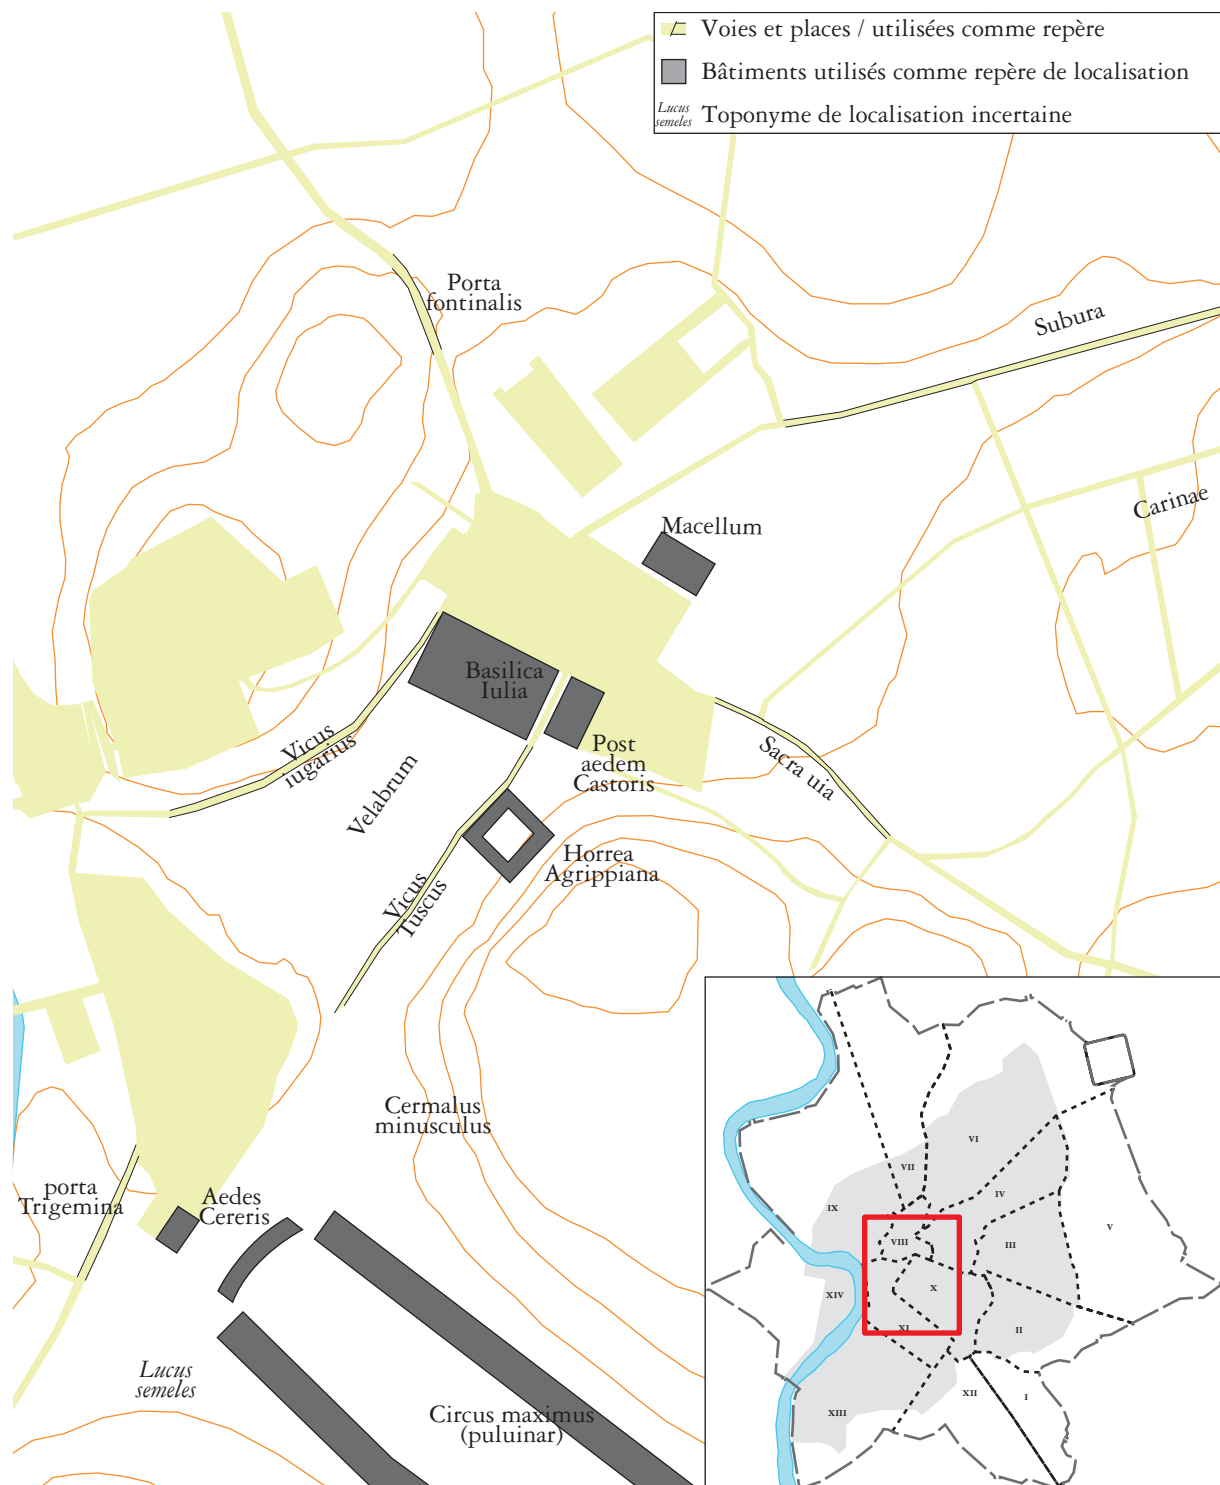 Voies et places / utilisées comme repère
Bâtiments utilisés comme repère de localisation
Lucus
semeles
Toponyme de localisation incertaine
Porta
fontinalis
Subura
Carinae
Macellum
Basilica
Iulia
Vicus
iugarius
Post
aedem
Castoris
Sacra uia
Velabrum
Horrea
Agrippiana
Vicus
Tuscus
Cermalus
minusculus
porta
Trigemina
Aedes
Cereris
Lucus
semeles
Circus maximus
(puluinar)
VI
VII
IV
IX
V
VIII
III
X
XIV
XI
II
XII
I
XIII